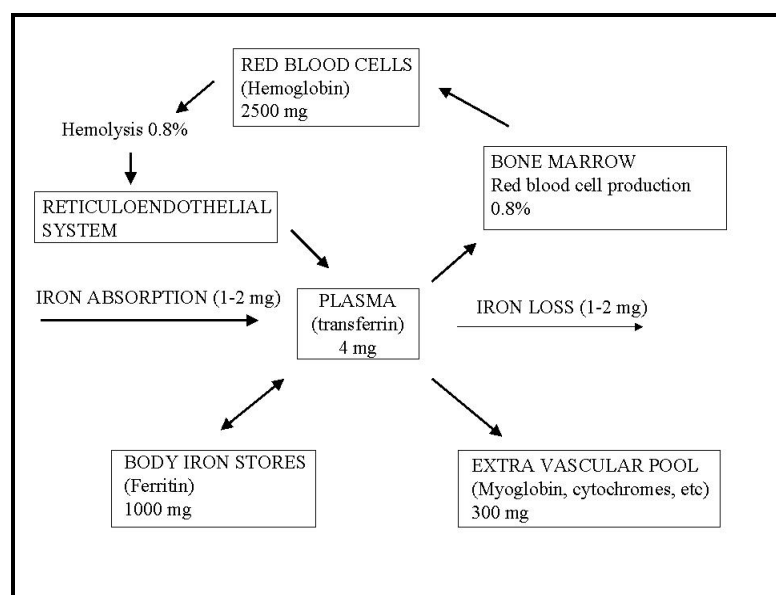 RED BLOOD CELLS
(Hemoglobin)
2500 mg
Hemolysis 0.8%
BONE MARROW
Red blood cell production
0.8%
RETICULOENDOTHELIAL
SYSTEM
IRON ABSORPTION (1-2 mg)
PLASMA
(transferrin)
4 mg
IRON LOSS (1-2 mg)
BODY IRON STORES
(Ferritin)
1000 mg
EXTRA VASCULAR POOL
(Myoglobin, cytochromes, etc)
300 mg